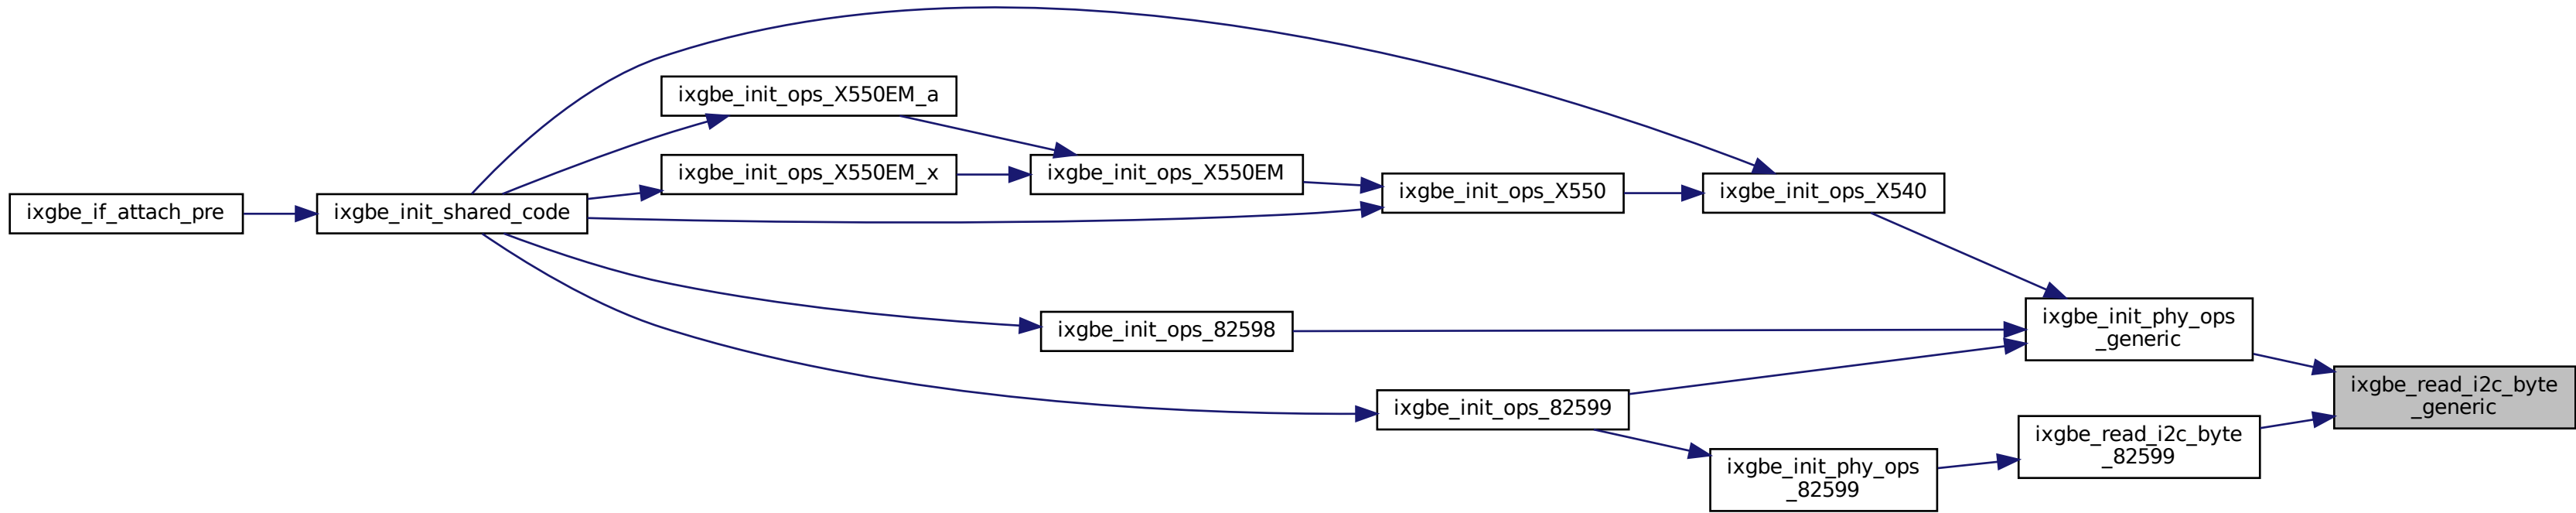 ixgbe_init_ops_X550EM_a
ixgbe_init_ops_X550EM_x
ixgbe_init_ops_X550EM
ixgbe_init_ops_X550
ixgbe_init_ops_X540
ixgbe_if_attach_pre
ixgbe_init_shared_code
ixgbe_init_ops_82598
ixgbe_init_phy_ops
_generic
ixgbe_init_ops_82599
ixgbe_read_i2c_byte
_generic
ixgbe_read_i2c_byte
_82599
ixgbe_init_phy_ops
_82599